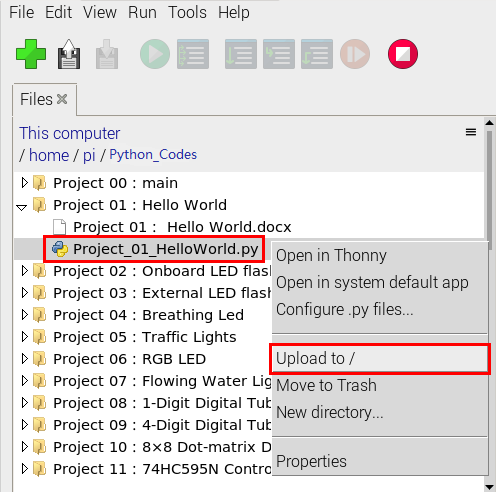 File Edit View Run Tools Help
Files
This computer
/ home / pi / Python_Codes
Project 00 : main
Project 01 : Hello World
Project 01 :  Hello World.docx
Project_01_HelloWorld.py
Open in Thonny
Project 02 : Onboard LED flash
Open in system default app
Project 03 : External LED flash
Configure .py files...
Project 04 : Breathing Led
Project 05 : Traffic Lights
Project 06 : RGB LED
Upload to /
Project 07 : Flowing Water Lig
Move to Trash
Project 08 : 1-Digit Digital Tub
New directory...
Project 09 : 4-Digit Digital Tub
Project 10 : 8×8 Dot-matrix D
Project 11 : 74HC595N Contro
Properties